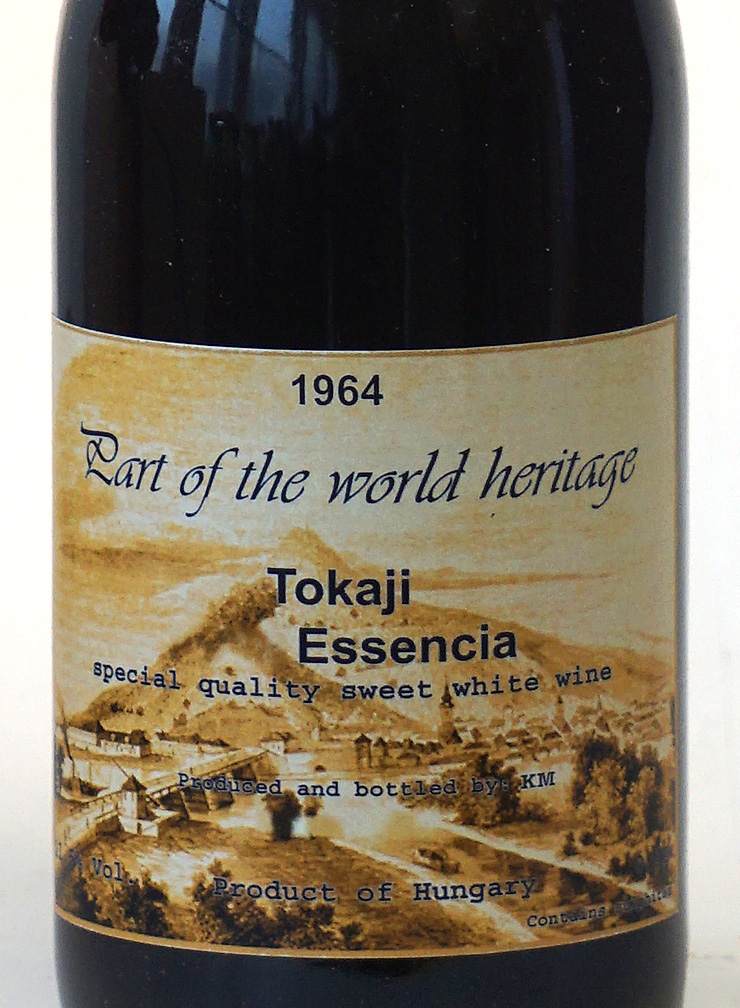 1964
Part of the world heritage
Tokaji
Essencia
special quality sweet white wine
Produced and bottled by: KM
% Vol.
Product of Hungary
Contains